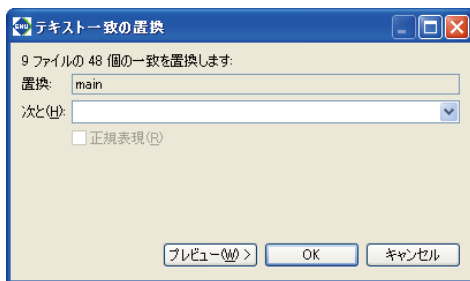 テキスト一致の置換
9 ファイルの 48 個の一致を置換します:
置換: main
次と(H):
正規表現(R)
プレビュー(W) > OK キャンセル